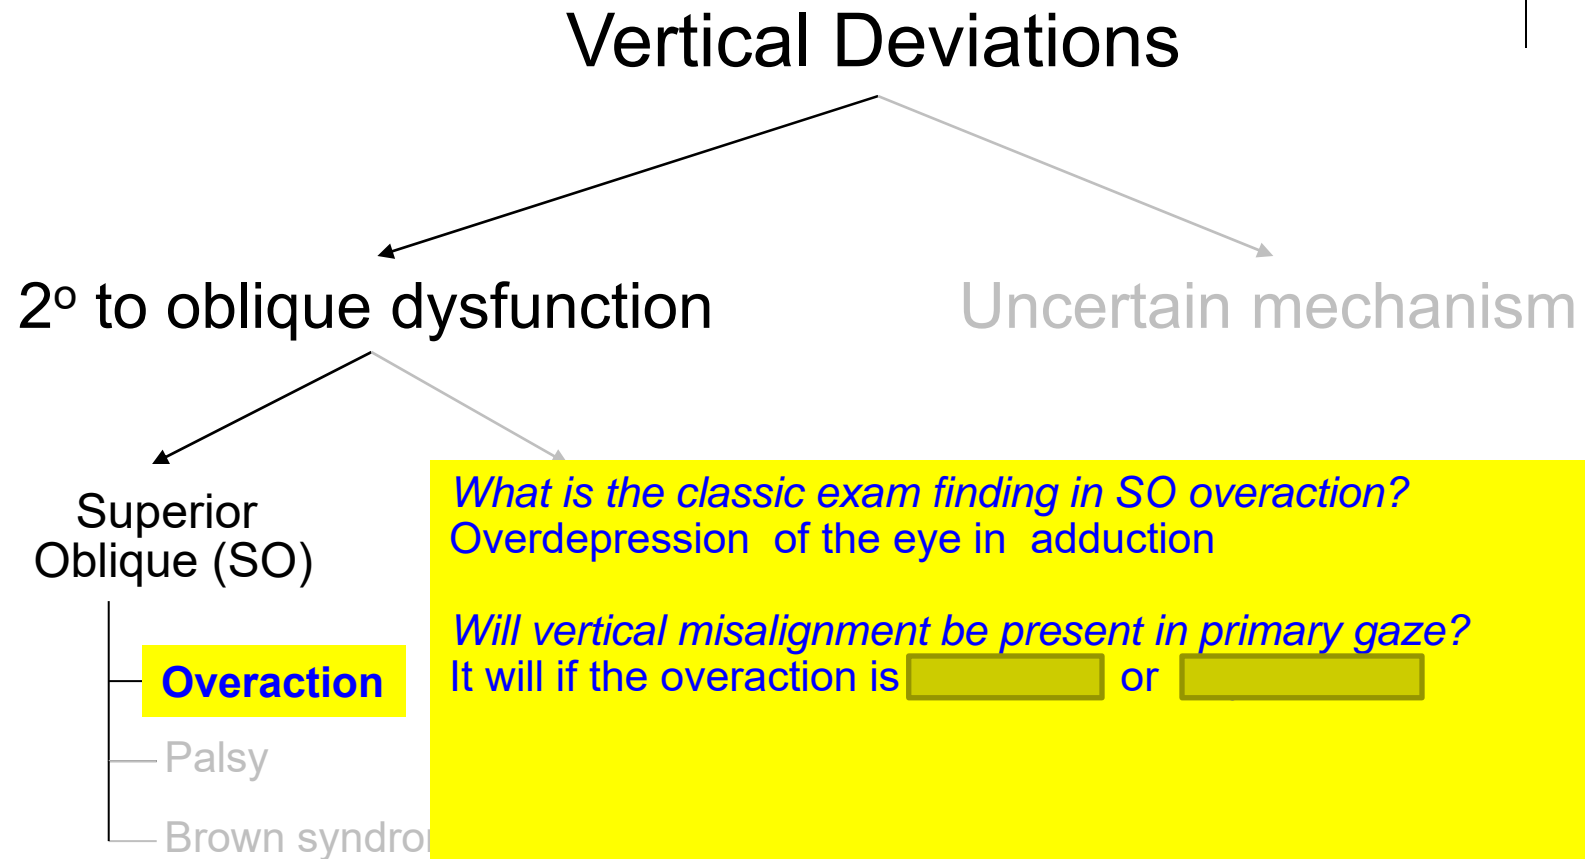 Vertical Deviations
2º to oblique dysfunction
Uncertain mechanism
Superior
Oblique (SO)
Overaction
Palsy
Brown
What is the classic exam finding in SO overaction?
Overdepression of the eye in adduction
Will vertical misalignment be present in primary gaze?
It will if the overaction is or